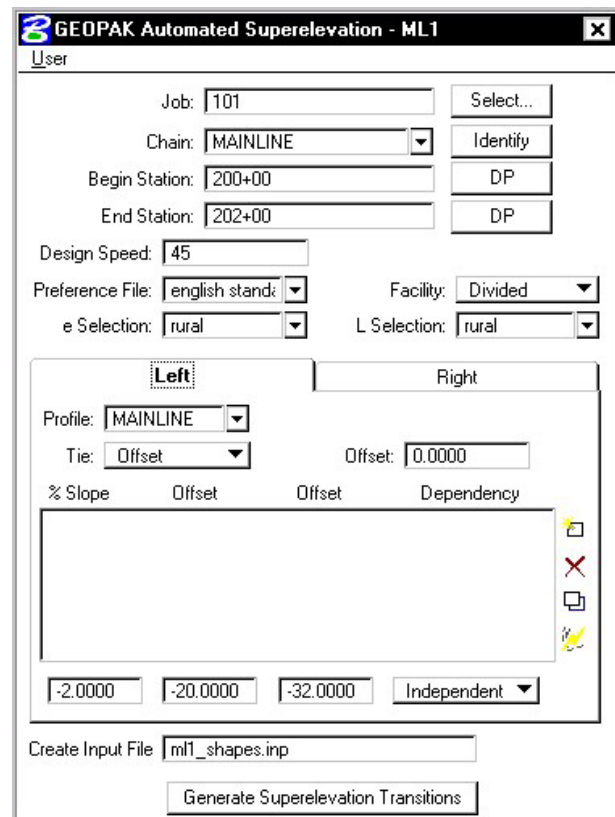 GEOPAK Automated Superelevation - ML1
User
Job: 101 Select...
Chain: MAINLINE Identify
Begin Station: 200+00 DP
End Station: 202+00 DP
Design Speed: 45
Preference File: english standa Facility: Divided
e Selection: rural L Selection: rural
Left Right
Profile: MAINLINE
Tie: Offset Offset: 0.0000
% Slope Offset Offset Dependency
-2.0000 -20.0000 -32.0000 Independent
Create Input File ml1_shapes.inp
Generate Superelevation Transitions